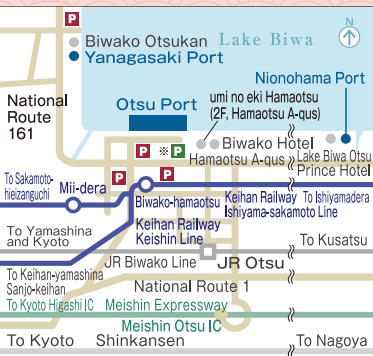 P
N
Biwako Otsukan
Lake Biwa
Yanagasaki Port
Nionohama Port
National
Route
161
Otsu Port
umi no eki Hamaotsu
(2F, Hamaotsu A-qus)
P ※ P
Biwako Hotel
Hamaotsu A-qus
Lake Biwa Otsu
Prince Hotel
P
P
To Sakamoto-
hieizanguchi
Mii-dera
Biwako-hamaotsu
Keihan Railway
Ishiyama-sakamoto Line
To Ishiyamadera
Keihan Railway
Keishin Line
To Yamashina
and Kyoto
To Kusatsu
JR Biwako Line
JR Otsu
To Keihan-yamashina
Sanjo-keihan
National Route 1
To Kyoto Higashi IC
Meishin Expressway
Meishin Otsu IC
To Kyoto
Shinkansen
To Nagoya